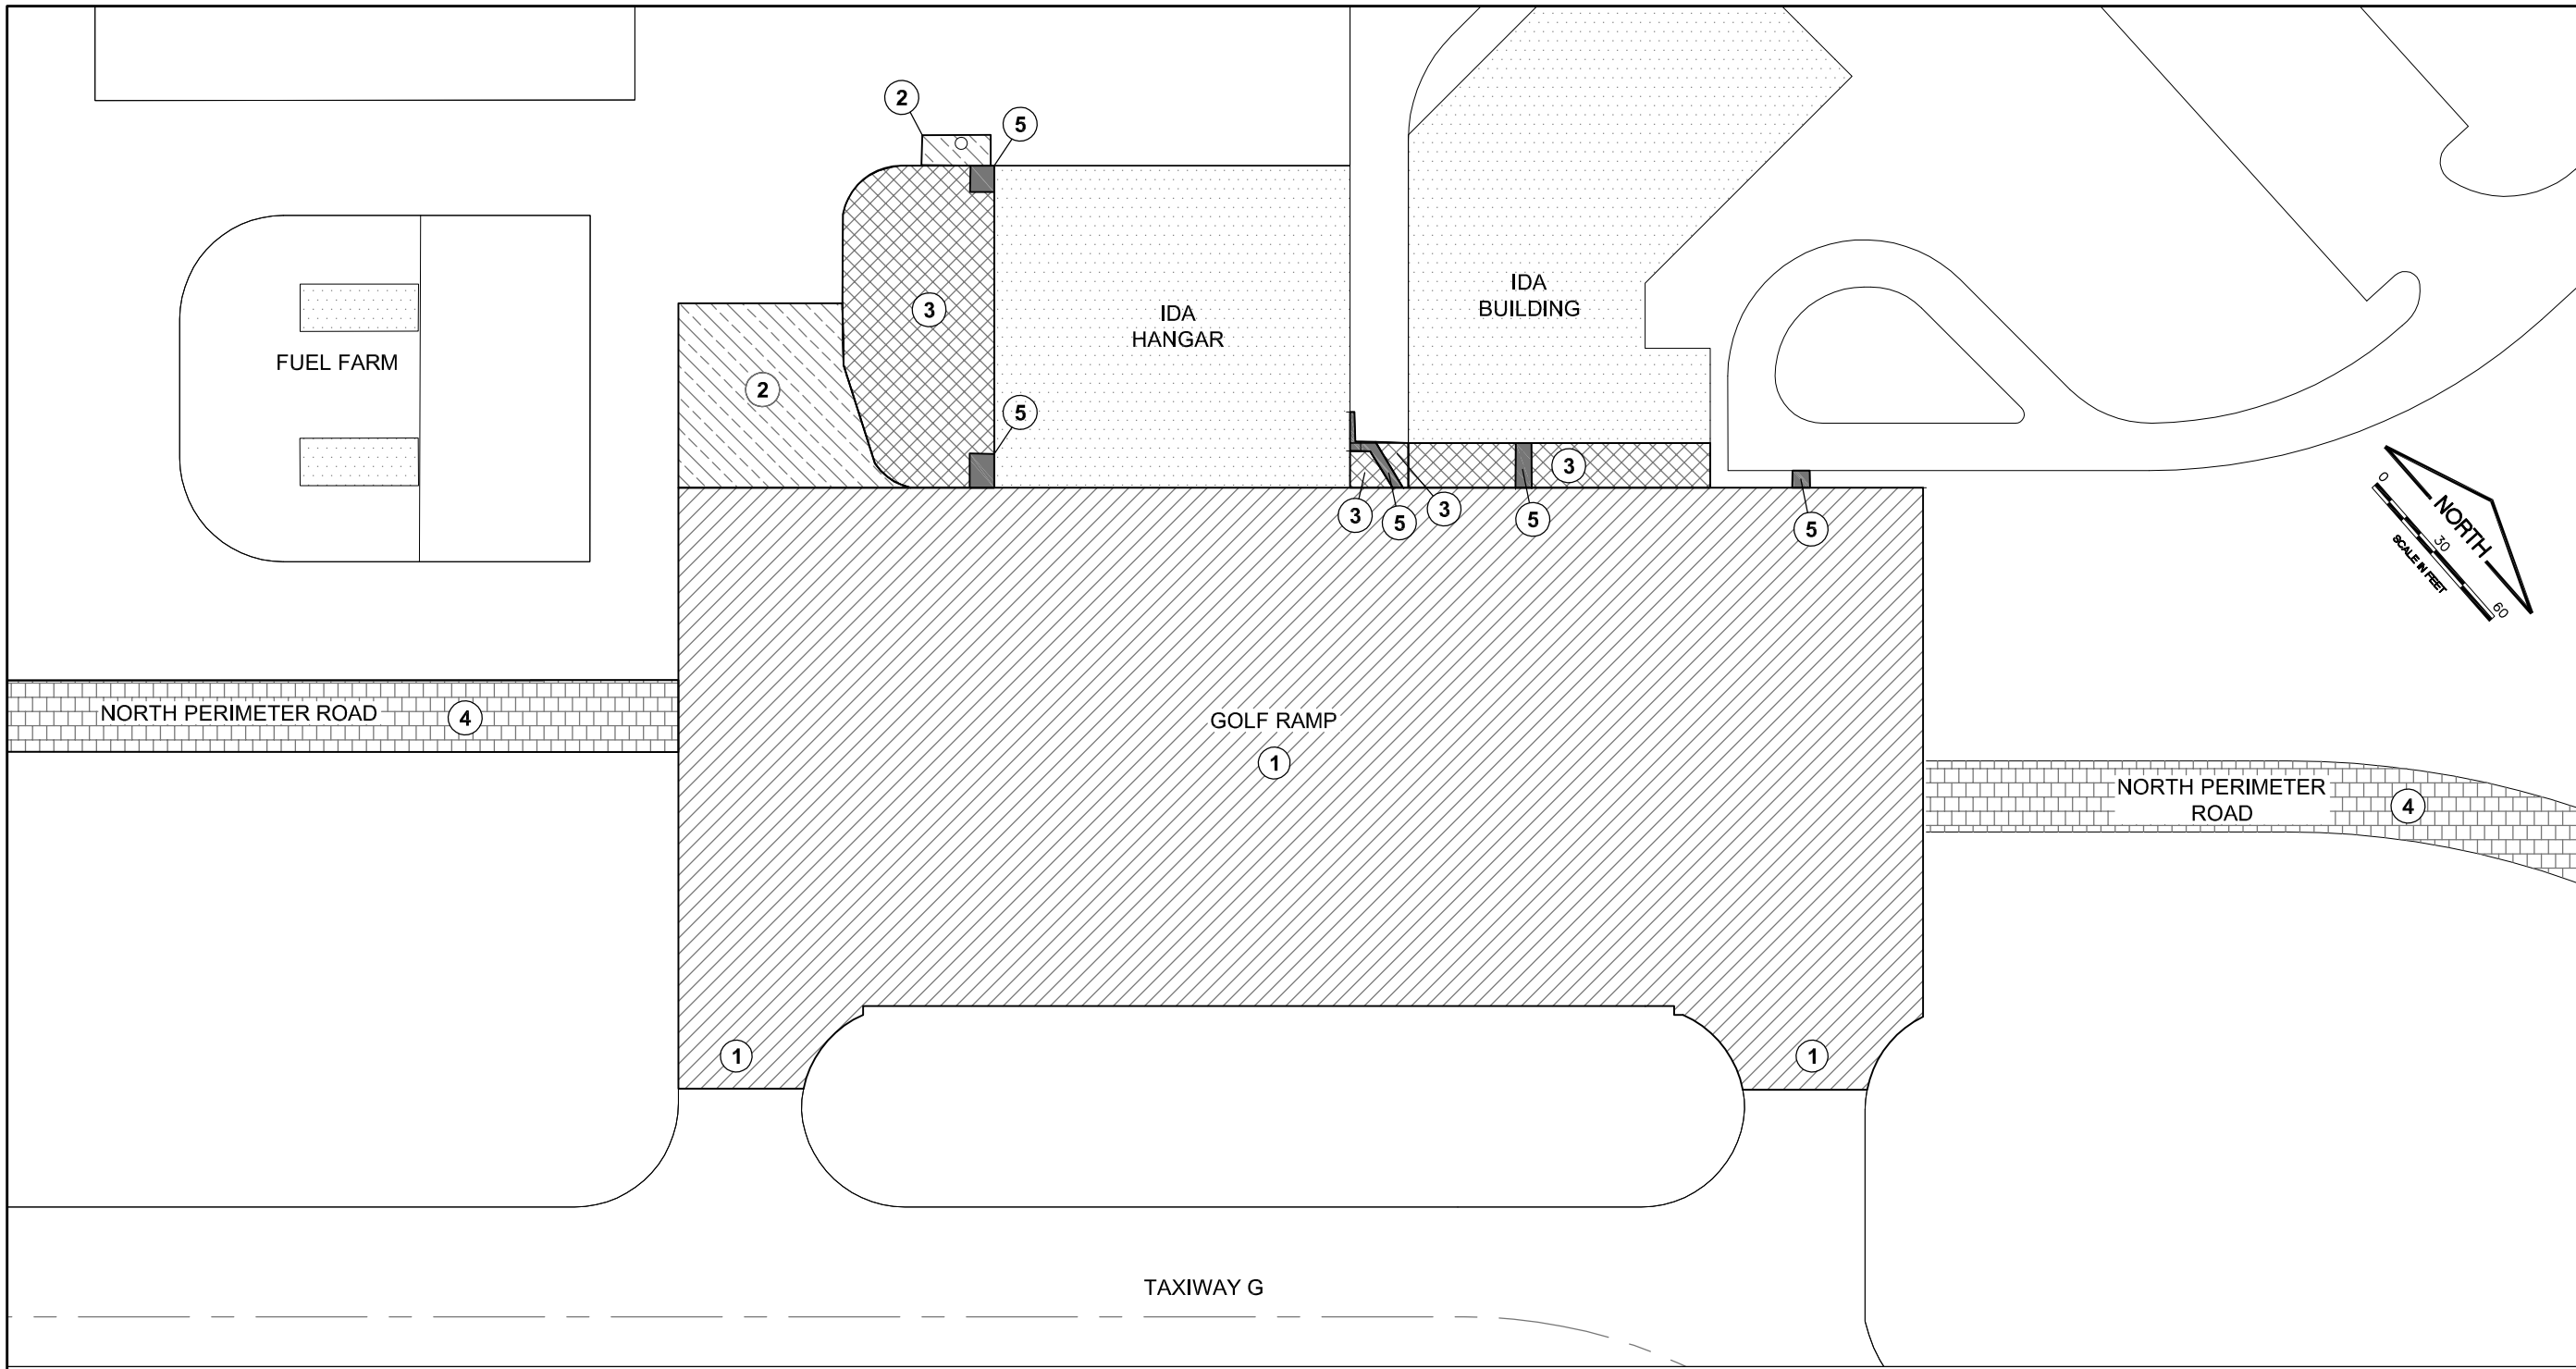 2
5
3
IDA
HANGAR
IDA
BUILDING
FUEL FARM
2
5
3
3
5
3
5
5
0
30
60
SCALE IN FEET
NORTH
NORTH PERIMETER ROAD
4
GOLF RAMP
1
NORTH PERIMETER
ROAD
4
1
1
TAXIWAY G